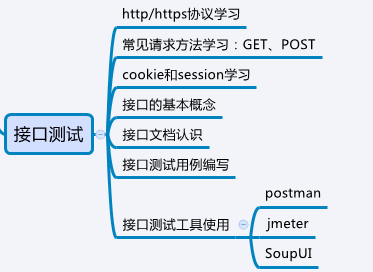 http/https协议学习
常见请求方法学习：GET、POST
cookie和session学习
接口的基本概念
接口测试
接口文档认识
接口测试用例编写
接口测试工具使用
postman
jmeter
SoupUI